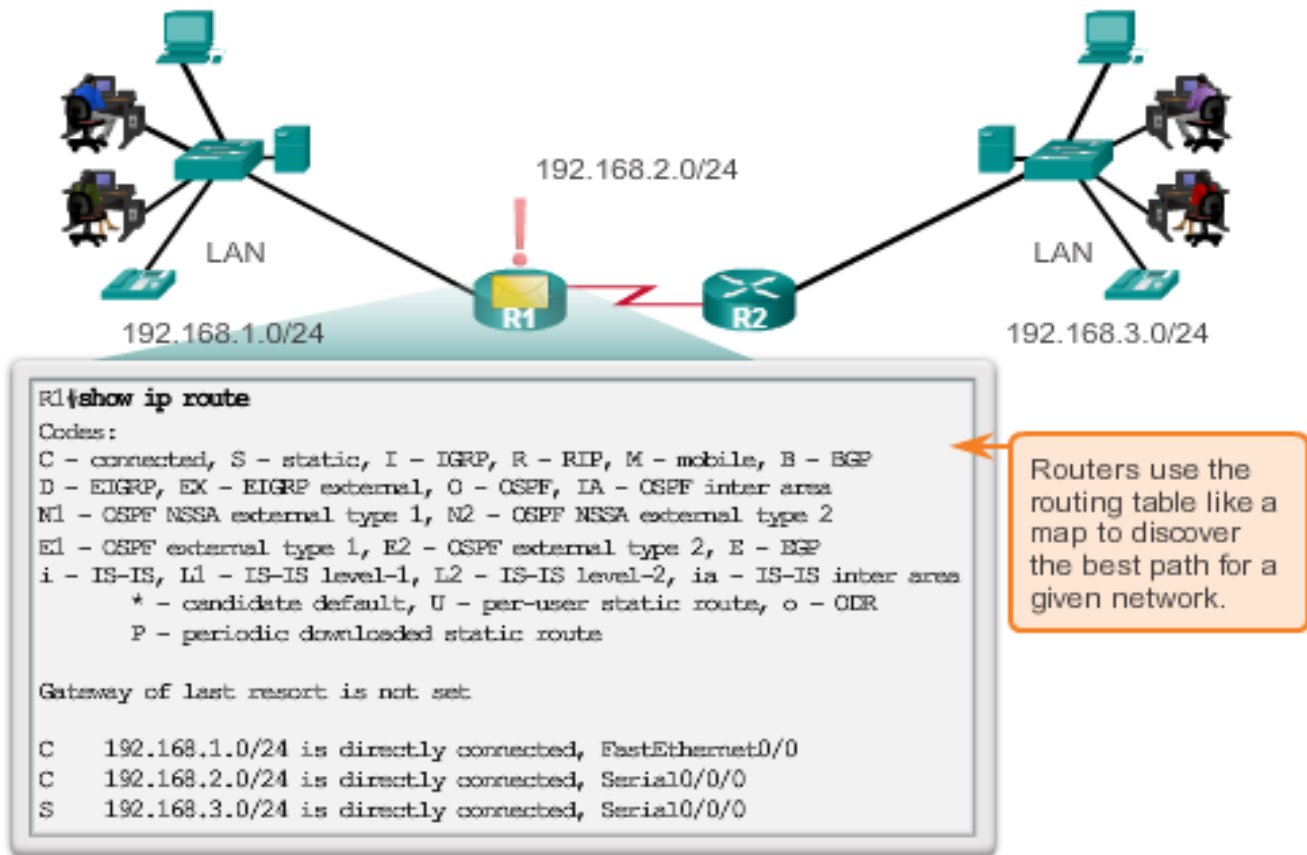 192.168.2.0/24
LAN
LAN
R1
R2
192.168.1.0/24
192.168.3.0/24
R1#show ip route
Codes:
C - connected, S - static, I - IGRP, R - RIP, M - mobile, B - BGP
D - EIGRP, EX - EIGRP external, O - OSPF, IA - OSPF inter area
N1 - OSPF NSSA external type 1, N2 - OSPF NSSA external type 2
E1 - OSPF external type 1, E2 - OSPF external type 2, E - EGP
i - IS-IS, L1 - IS-IS level-1, L2 - IS-IS level-2, ia - IS-IS inter area
* - candidate default, U - per-user static route, o - ODR
P - periodic downloaded static route
Gateway of last resort is not set
C 192.168.1.0/24 is directly connected, FastEthernet0/0
C 192.168.2.0/24 is directly connected, Serial0/0/0
S 192.168.3.0/24 is directly connected, Serial0/0/0
Routers use the
routing table like a
map to discover
the best path for a
given network.